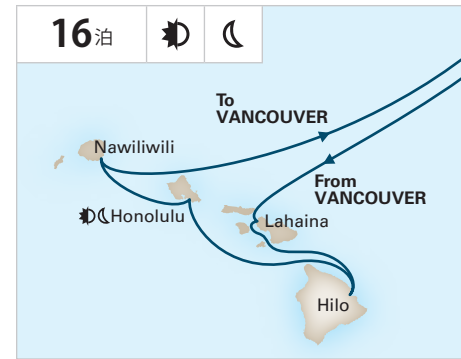 16泊
To
VANCOUVER
Nawiliwili
From
VANCOUVER
Honolulu
Lahaina
Hilo